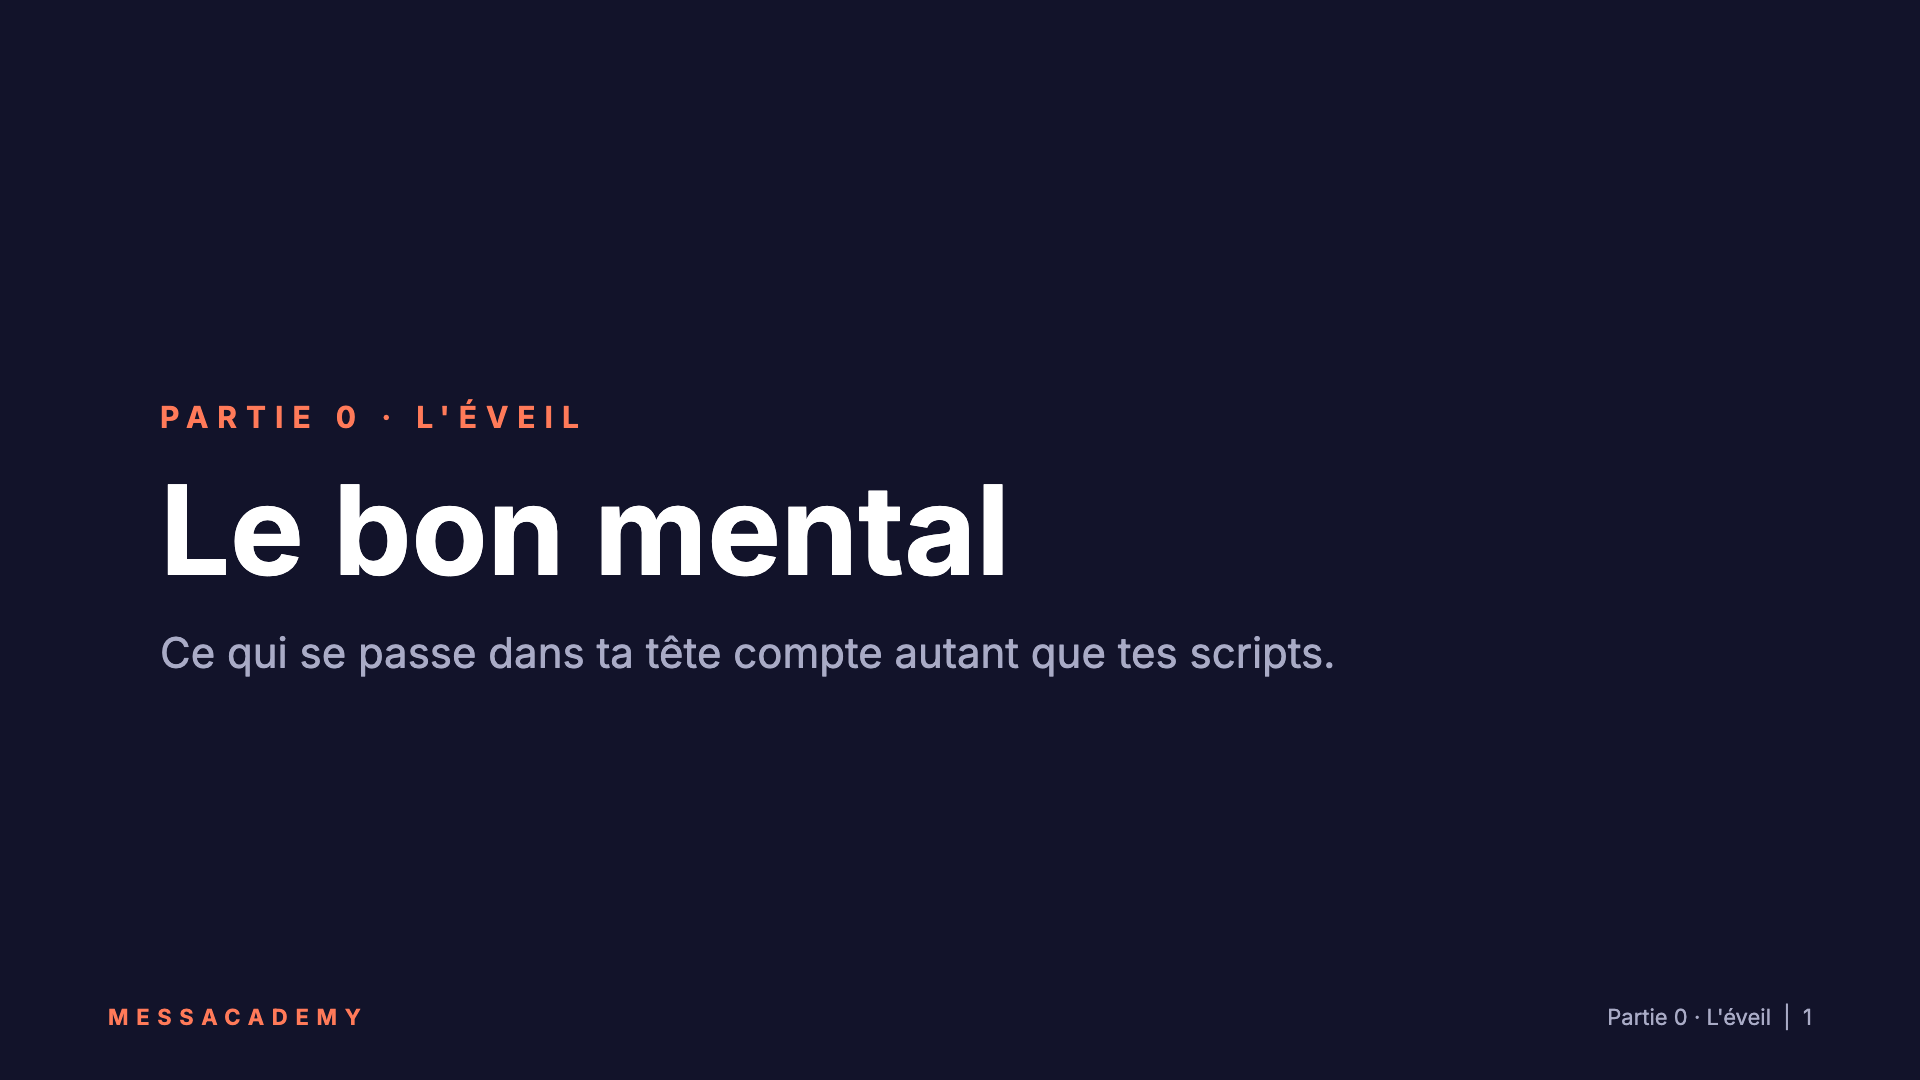 PARTIE 0 · L'ÉVEIL
Le bon mental
Ce qui se passe dans ta tête compte autant que tes scripts.
MESSACADEMY
Partie 0 · L'éveil | 1